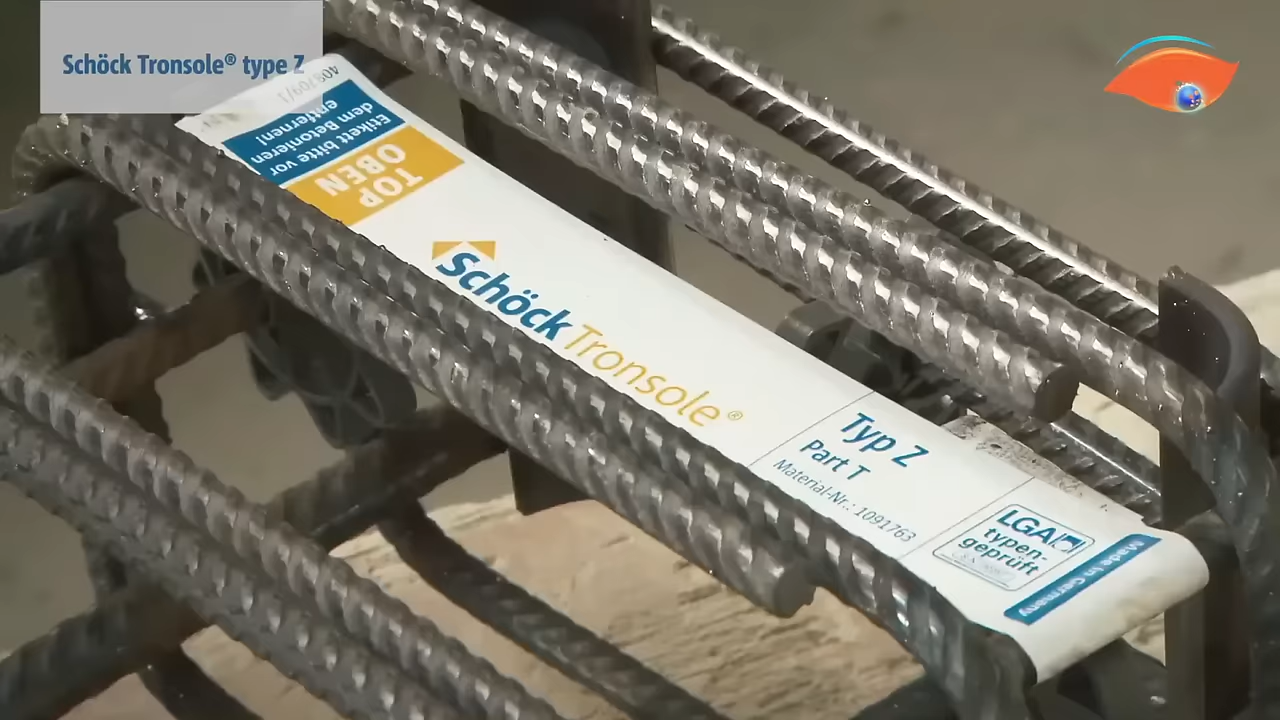 Schöck Tronsole® type Z
Etikett bitte vor
dem Betonieren
entfernen!
TOP
OBEN
Schöck Tronsole®
Typ Z
Part T
Material-Nr.: 1091763
LGA
typen-
geprüft
Made in Germany